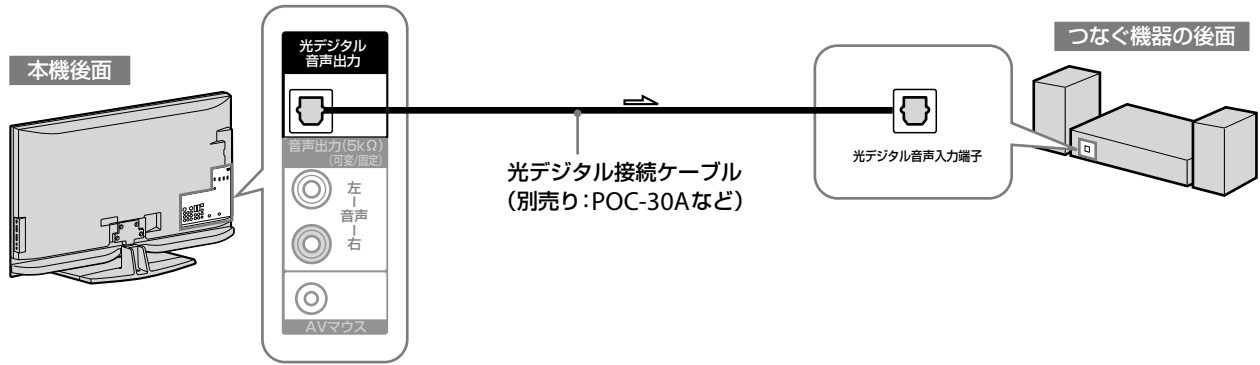 本機後面
光デジタル
音声出力
音声出力(5kΩ)
(可変/固定)
左
音声
右
AVマウス
光デジタル接続ケーブル
(別売り:POC-30Aなど)
光デジタル音声入力端子
つなぐ機器の後面